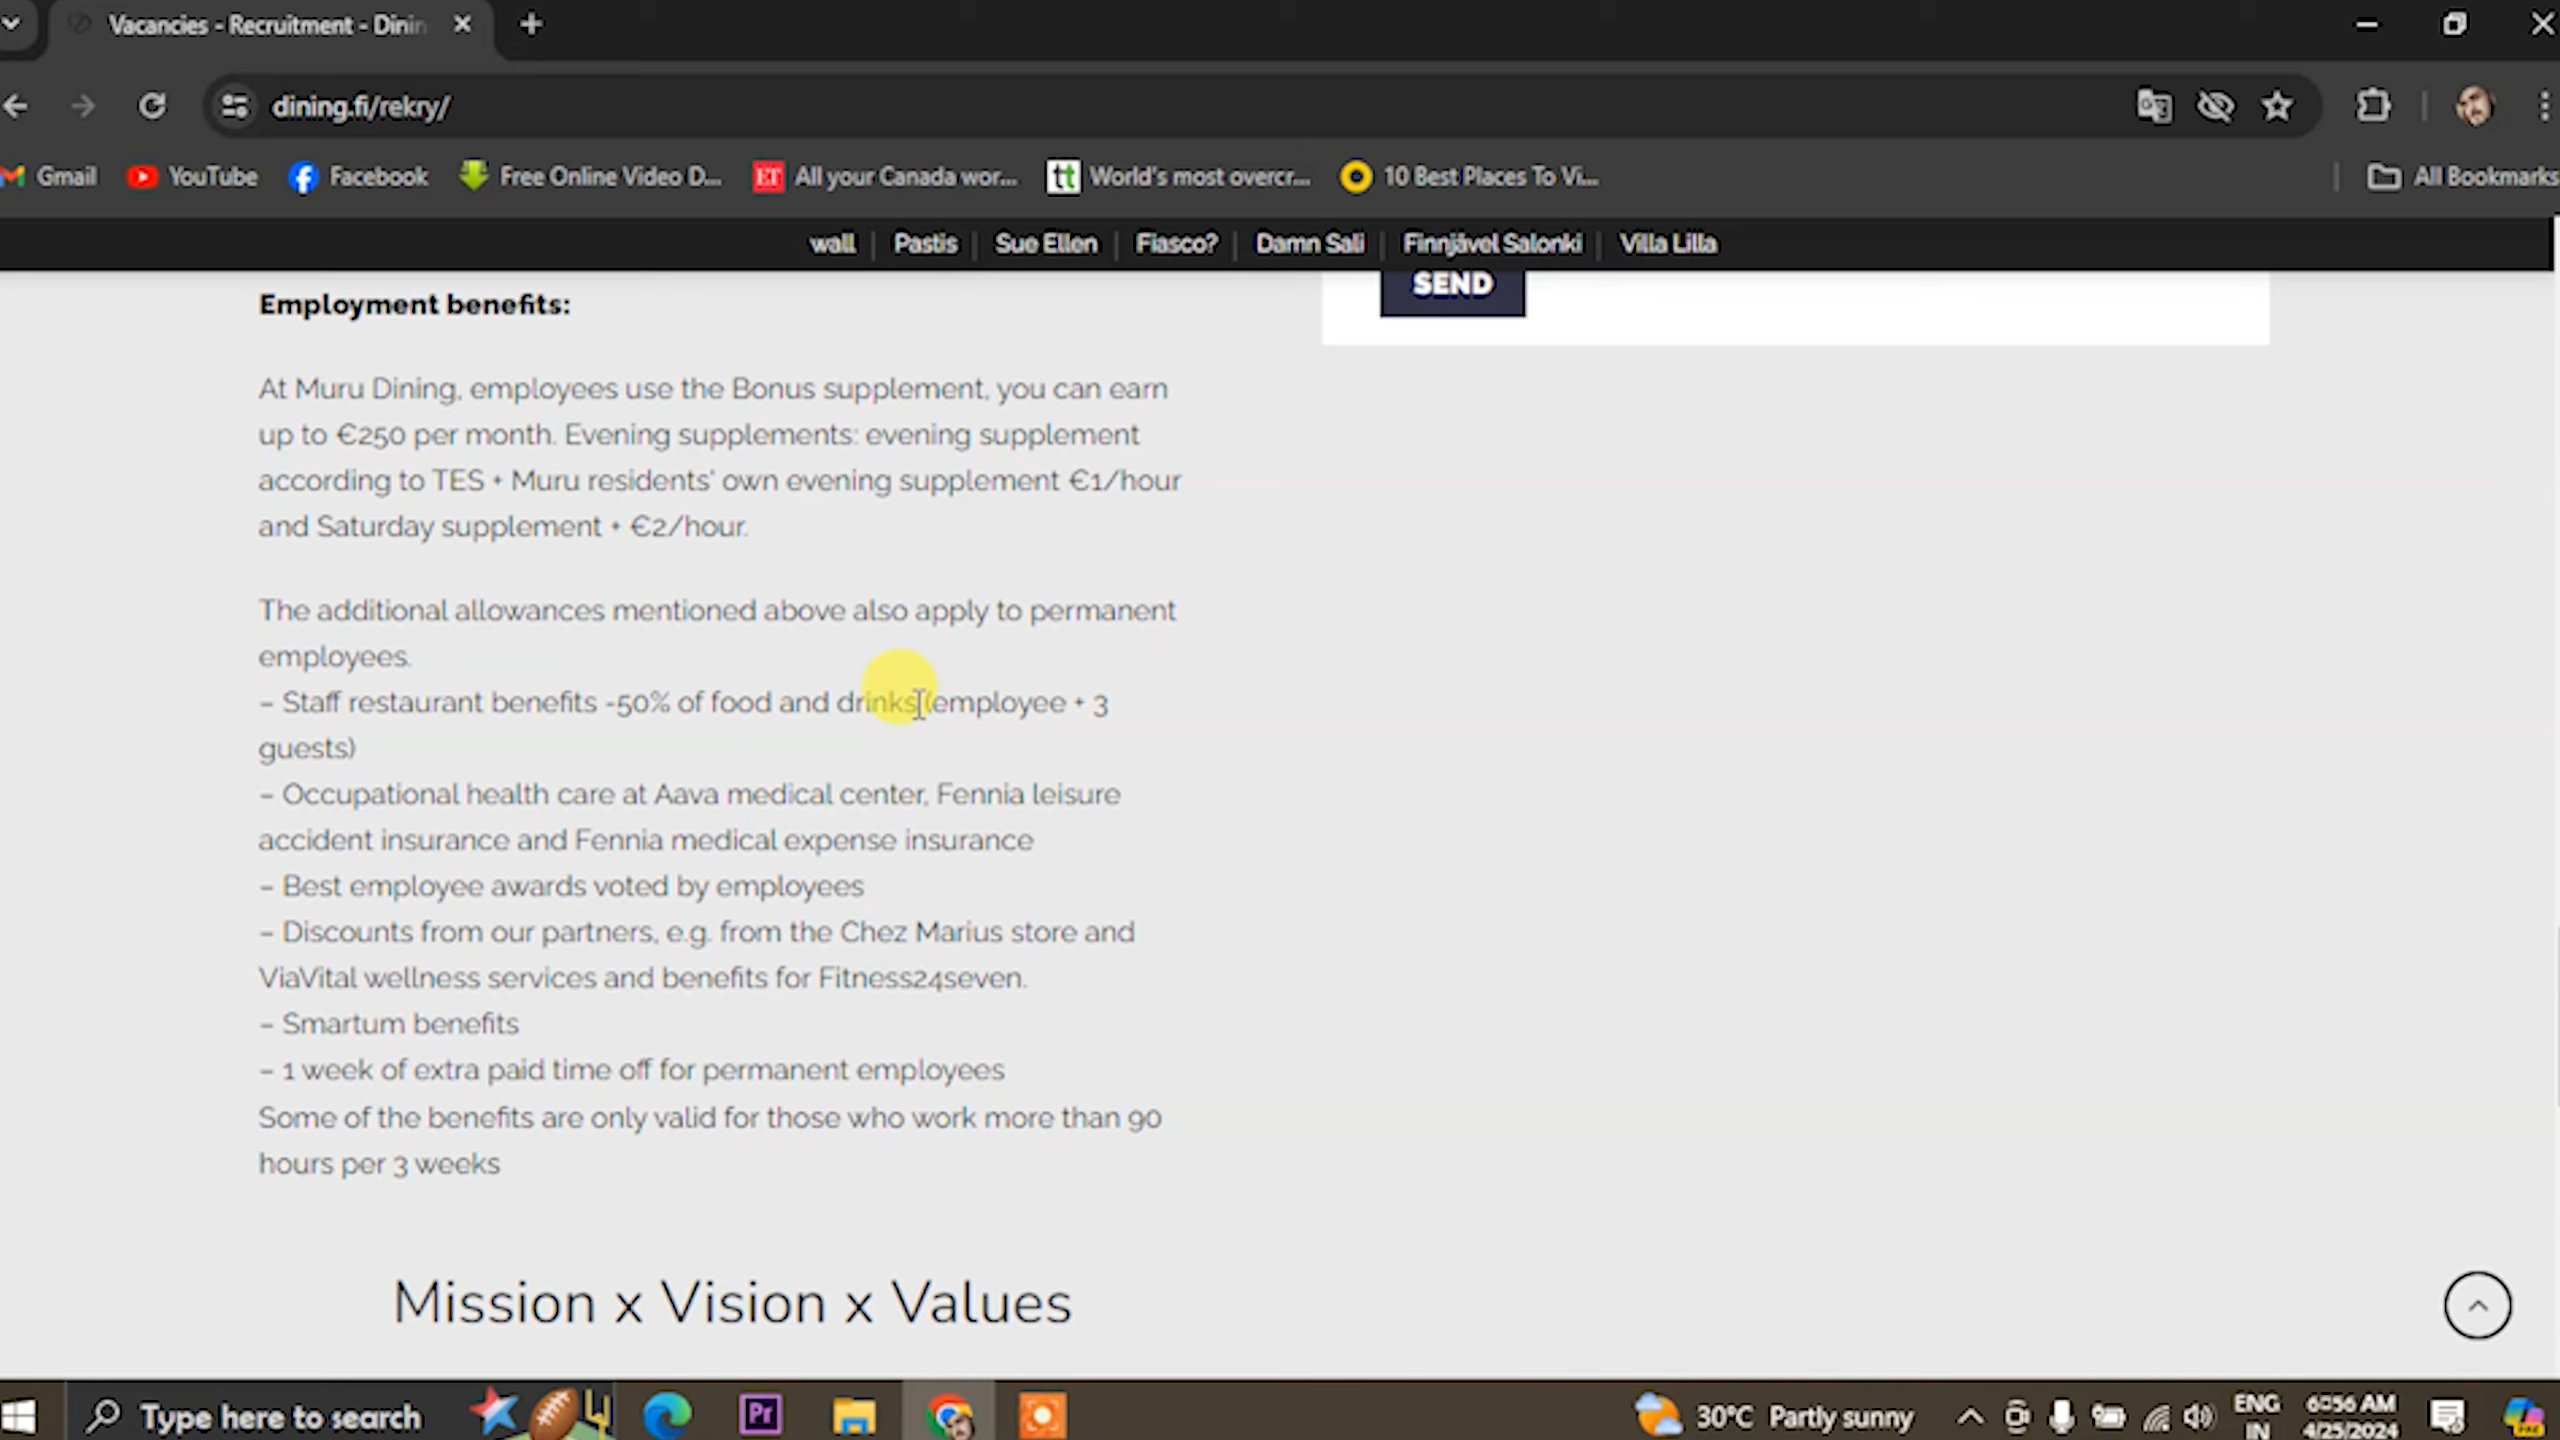 Vacancies - Recruitment - Dinin
dining.fi/rekry/
Gmail YouTube Facebook Free Online Video D... ET All your Canada wor... tt World's most overcr... 10 Best Places To Vi... All Bookmarks
wall | Pastis | Sue Ellen | Fiasco? | Damn Sali | Finnjävel Salonki | Villa Lilla
SEND
Employment benefits:
At Muru Dining, employees use the Bonus supplement, you can earn
up to €250 per month. Evening supplements: evening supplement
according to TES + Muru residents' own evening supplement €1/hour
and Saturday supplement + €2/hour.
The additional allowances mentioned above also apply to permanent
employees.
– Staff restaurant benefits -50% of food and drinks (employee + 3
guests)
– Occupational health care at Aava medical center, Fennia leisure
accident insurance and Fennia medical expense insurance
– Best employee awards voted by employees
– Discounts from our partners, e.g. from the Chez Marius store and
ViaVital wellness services and benefits for Fitness24seven.
– Smartum benefits
– 1 week of extra paid time off for permanent employees
Some of the benefits are only valid for those who work more than 90
hours per 3 weeks
Mission x Vision x Values
Type here to search Pr 30°C Partly sunny ENG 6:56 AM
IN 4/25/2024